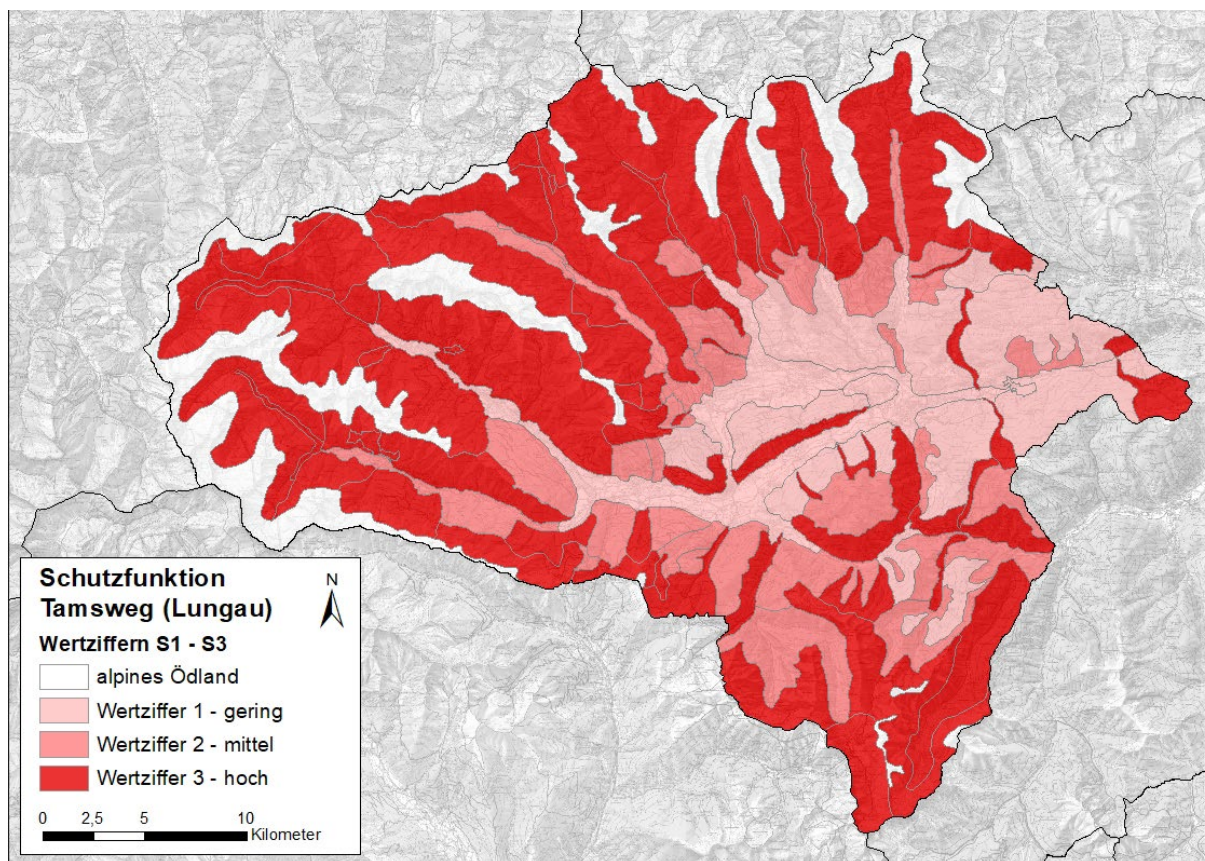 Schutzfunktion
Tamsweg (Lungau)
N
Wertziffern S1 - S3
alpines Ödland
Wertziffer 1 - gering
Wertziffer 2 - mittel
Wertziffer 3 - hoch
0 2,5 5 10
Kilometer